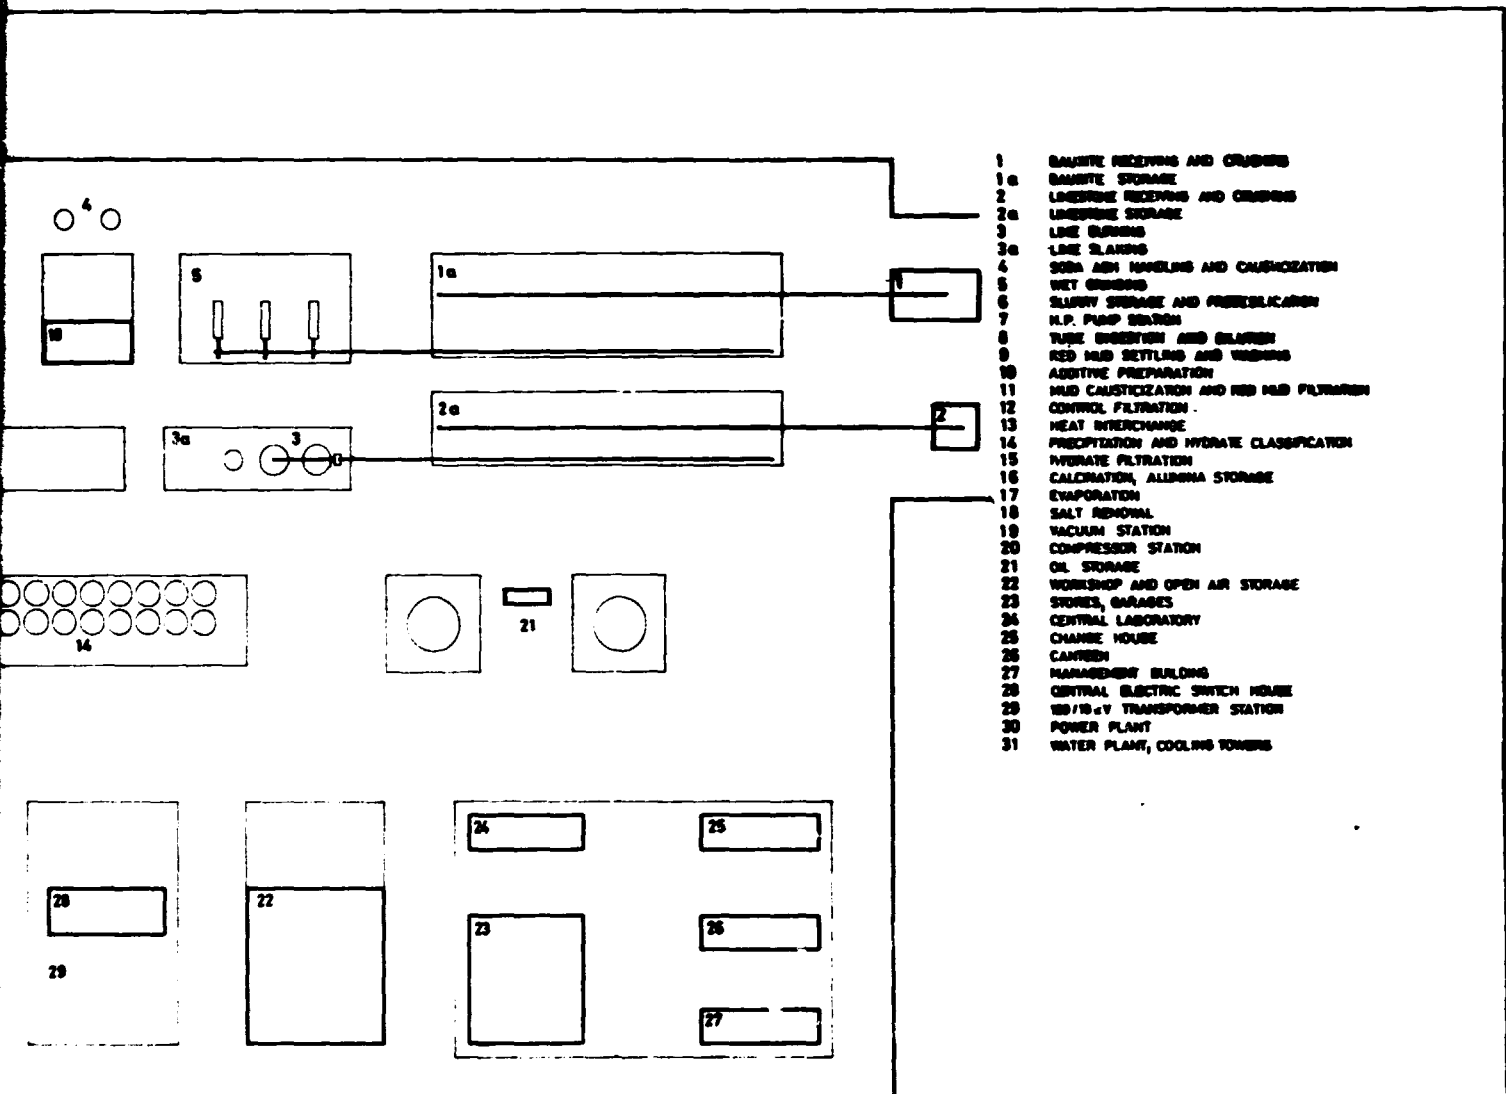 1 BAUXITE RECEIVING AND CRUSHING
1a BAUXITE STORAGE
2 LIMESTONE RECEIVING AND CRUSHING
2a LIMESTONE STORAGE
3 LIME BURNING
3a LIME SLAKING
4 SODA ASH HANDLING AND CAUSTICIZATION
5 WET GRINDING
6 SLURRY STORAGE AND PREDESILICATION
7 H.P. PUMP STATION
8 TUBE DIGESTION AND DILUTION
9 RED MUD SETTLING AND WASHING
10 ADDITIVE PREPARATION
11 MUD CAUSTICIZATION AND RED MUD FILTRATION
12 CONTROL FILTRATION
13 HEAT INTERCHANGE
14 PRECIPITATION AND HYDRATE CLASSIFICATION
15 HYDRATE FILTRATION
16 CALCINATION, ALUMINA STORAGE
17 EVAPORATION
18 SALT REMOVAL
19 VACUUM STATION
20 COMPRESSOR STATION
21 OIL STORAGE
22 WORKSHOP AND OPEN AIR STORAGE
23 STORES, GARAGES
24 CENTRAL LABORATORY
25 CHANGE HOUSE
26 CANTEEN
27 MANAGEMENT BUILDING
28 CENTRAL ELECTRIC SWITCH HOUSE
29 TRANSFORMER STATION
30 POWER PLANT
31 WATER PLANT, COOLING TOWERS
4
5
1a
1
2a
2
3a
3
14
21
24
25
28
22
23
26
29
27